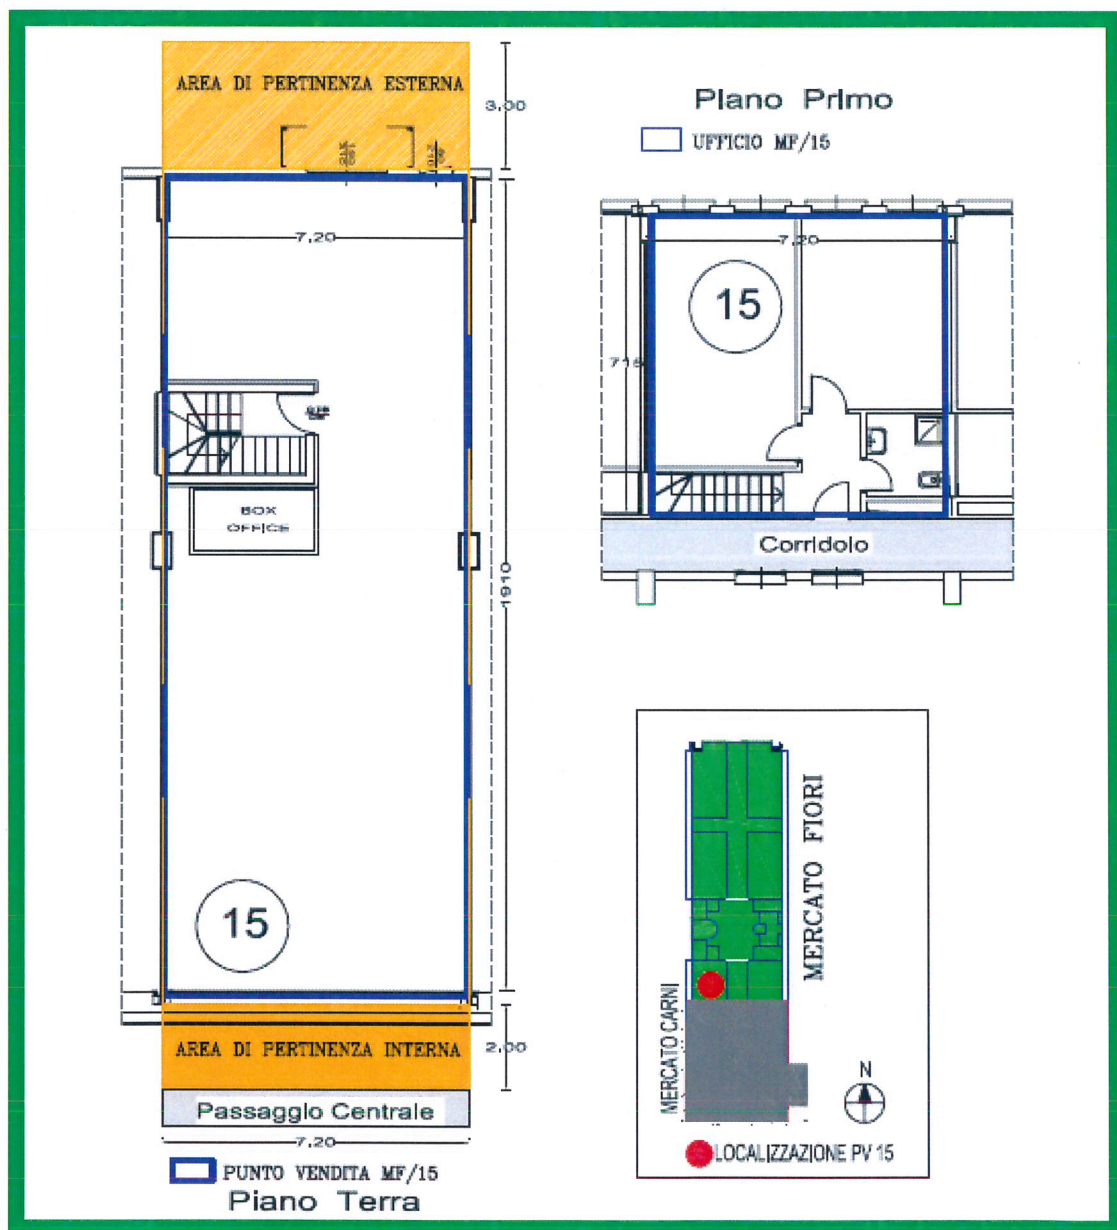 AREA DI PERTINENZA ESTERNA
3,00
7,20
BOX
OFFICE
1910
15
AREA DI PERTINENZA INTERNA
2,00
Passaggio Centrale
7,20
PUNTO VENDITA MF/15
Piano Terra
Piano Primo
UFFICIO MF/15
7,20
15
715
Corridoio
MERCATO FIORI
MERCATO CARNI
N
LOCALIZZAZIONE PV 15